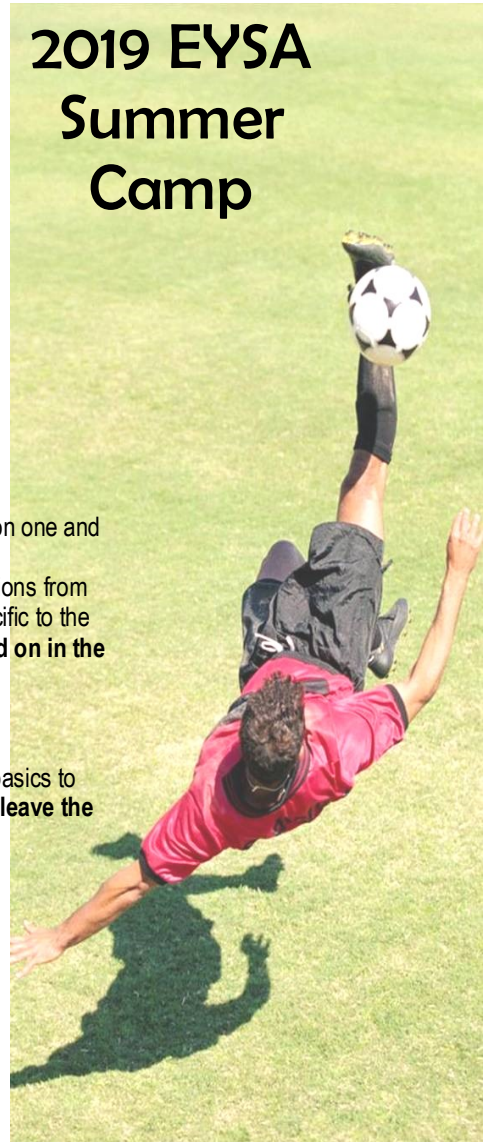 2019 EYSA
Summer
Camp
on one and
ons from
cific to the
d on in the
basics to
leave the